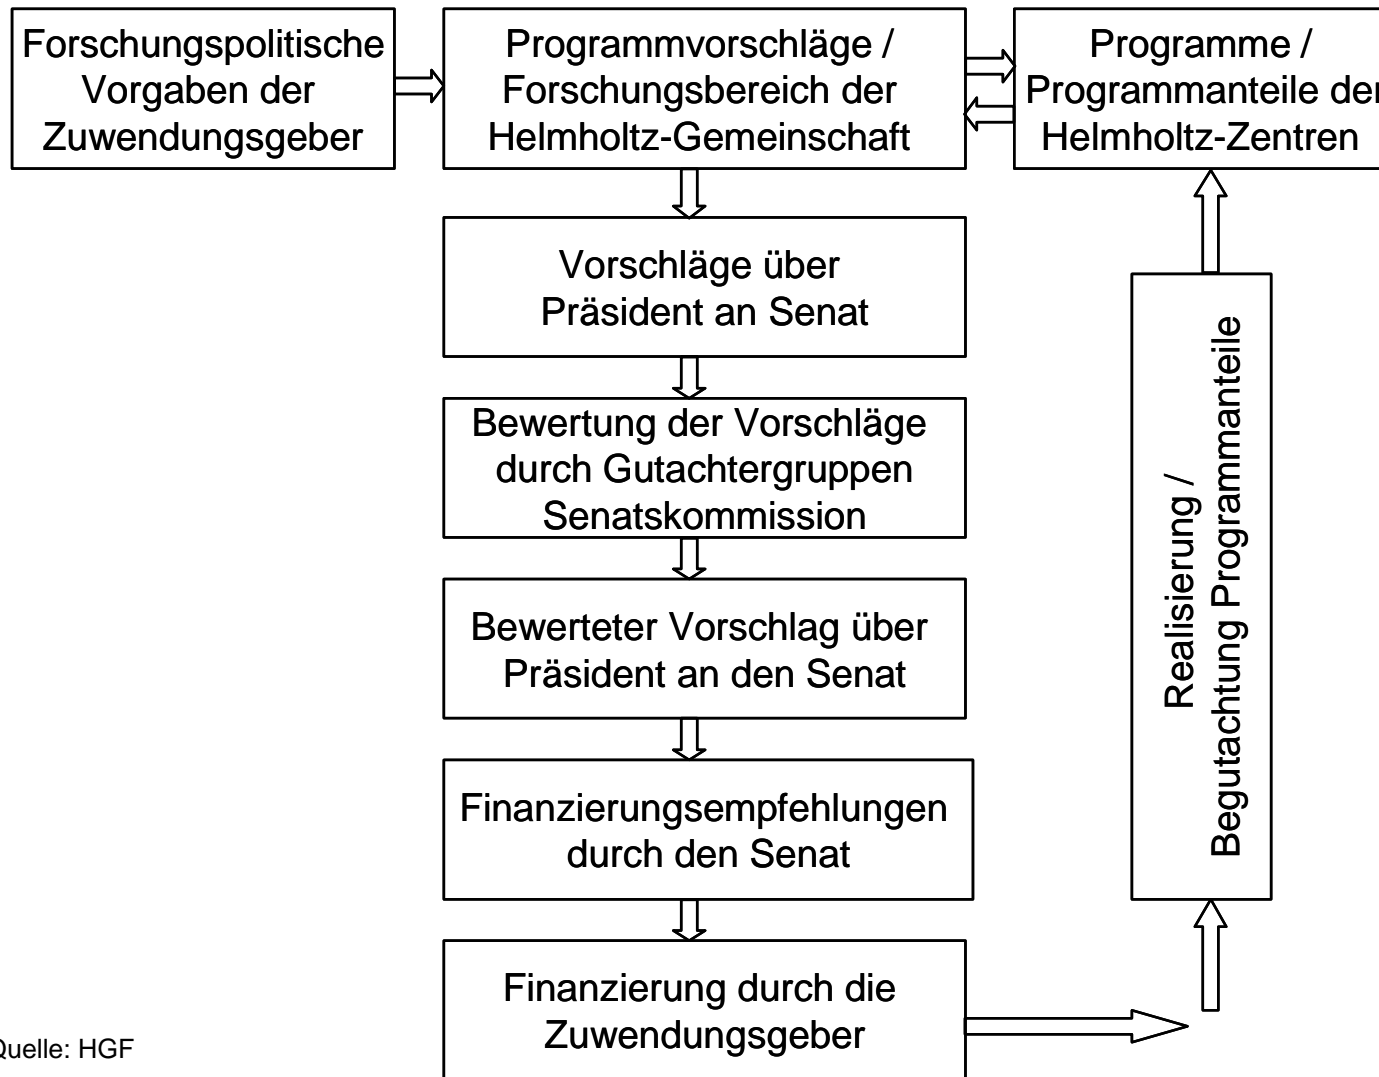 Forschungspolitische
Vorgaben der
Zuwendungsgeber
Programmvorschläge /
Forschungsbereich der
Helmholtz-Gemeinschaft
Programme /
Programmanteile der
Helmholtz-Zentren
Vorschläge über
Präsident an Senat
Bewertung der Vorschläge
durch Gutachtergruppen
Senatskommission
Bewerteter Vorschlag über
Präsident an den Senat
Finanzierungsempfehlungen
durch den Senat
Finanzierung durch die
Zuwendungsgeber
Realisierung /
Begutachtung Programmanteile
Quelle: HGF